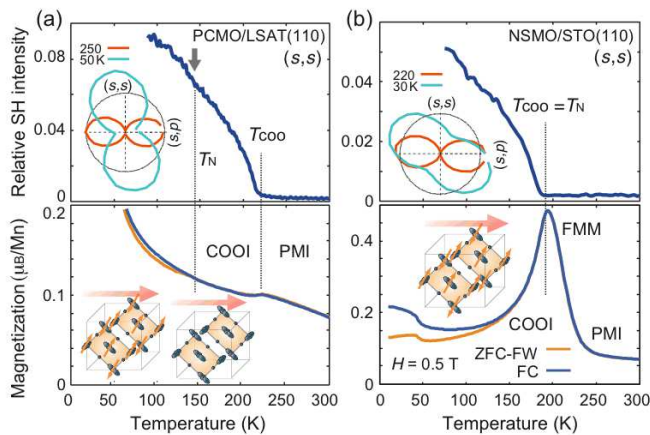 (a)
PCMO/LSAT(110)
(s,s)
250
50K
(s,s)
(s,p)
TN
TCOO
Relative SH intensity
0.08
0.04
0
Magnetization (μB/Mn)
0.2
0.1
0
COOI
PMI
0
50
100
150
200
250
300
Temperature (K)
(b)
NSMO/STO(110)
(s,s)
220
30K
(s,s)
(s,p)
TCOO = TN
0.06
0.04
0.02
0
FMM
COOI
PMI
ZFC-FW
FC
H = 0.5 T
0.4
0.2
0
0
50
100
150
200
250
300
Temperature (K)